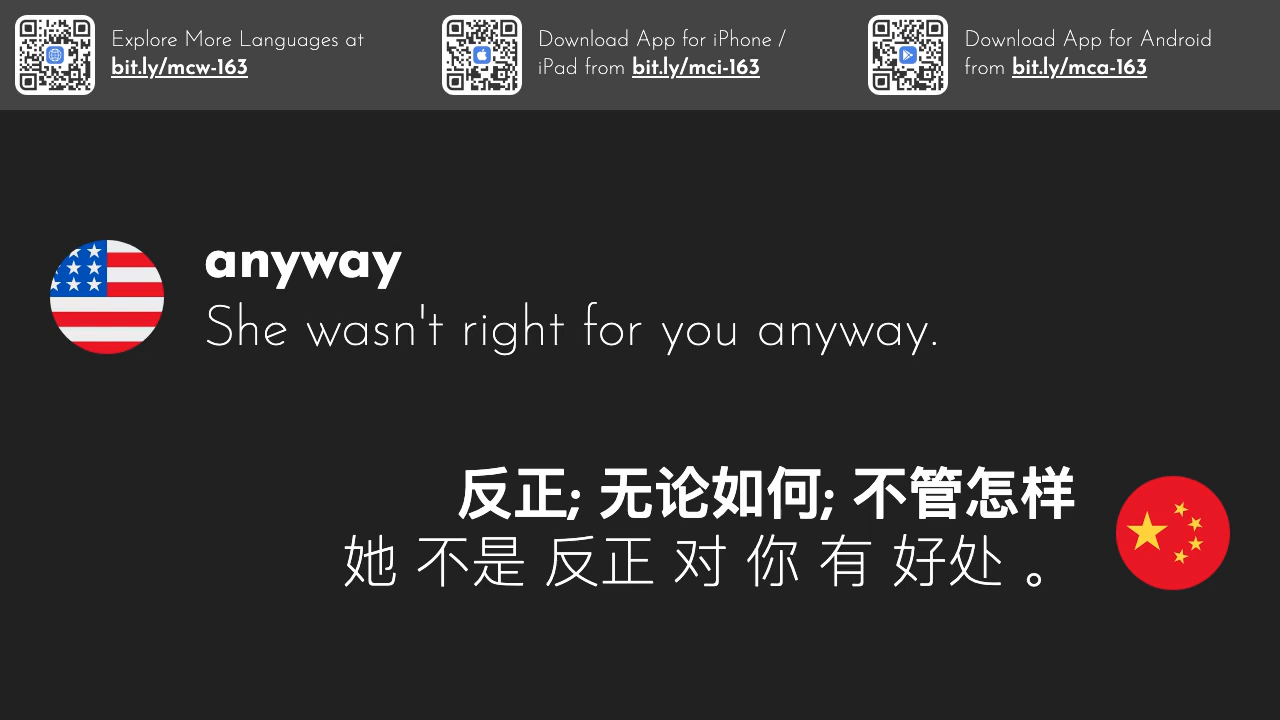 Explore More Languages at
bit.ly/mcw-163
Download App for iPhone /
iPad from bit.ly/mci-163
Download App for Android
from bit.ly/mca-163
anyway
She wasn't right for you anyway.
反正; 无论如何; 不管怎样
她 不是 反正 对 你 有 好处 。